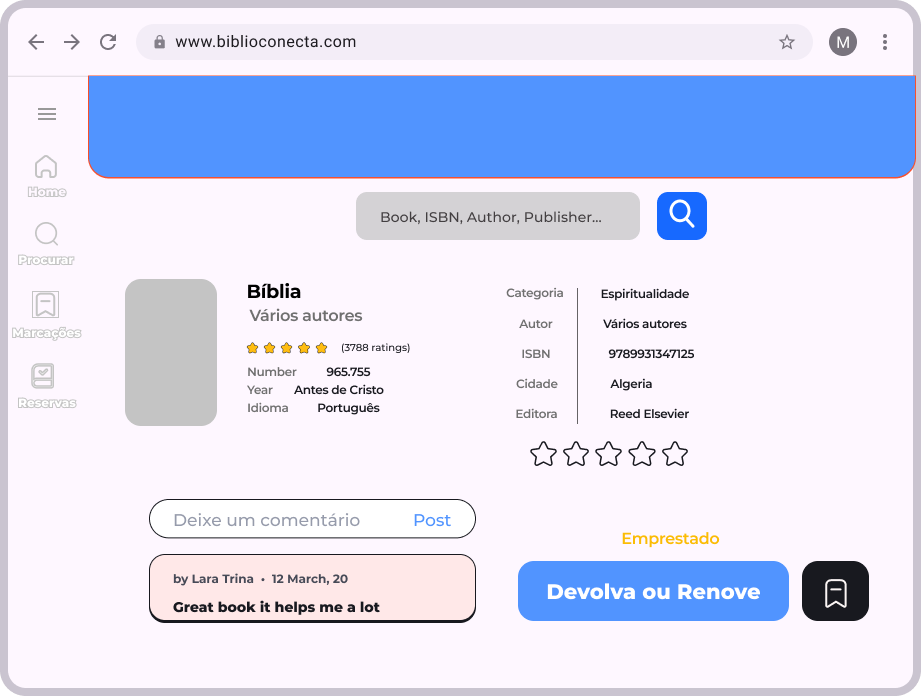 www.biblioconecta.com
M
Home
Procurar
Marcações
Reservas
Book, ISBN, Author, Publisher...
Bíblia
Vários autores
(3788 ratings)
Number 965.755
Year Antes de Cristo
Idioma Português
Categoria Espiritualidade
Autor Vários autores
ISBN 9789931347125
Cidade Algeria
Editora Reed Elsevier
Deixe um comentário Post
by Lara Trina • 12 March, 20
Great book it helps me a lot
Emprestado
Devolva ou Renove